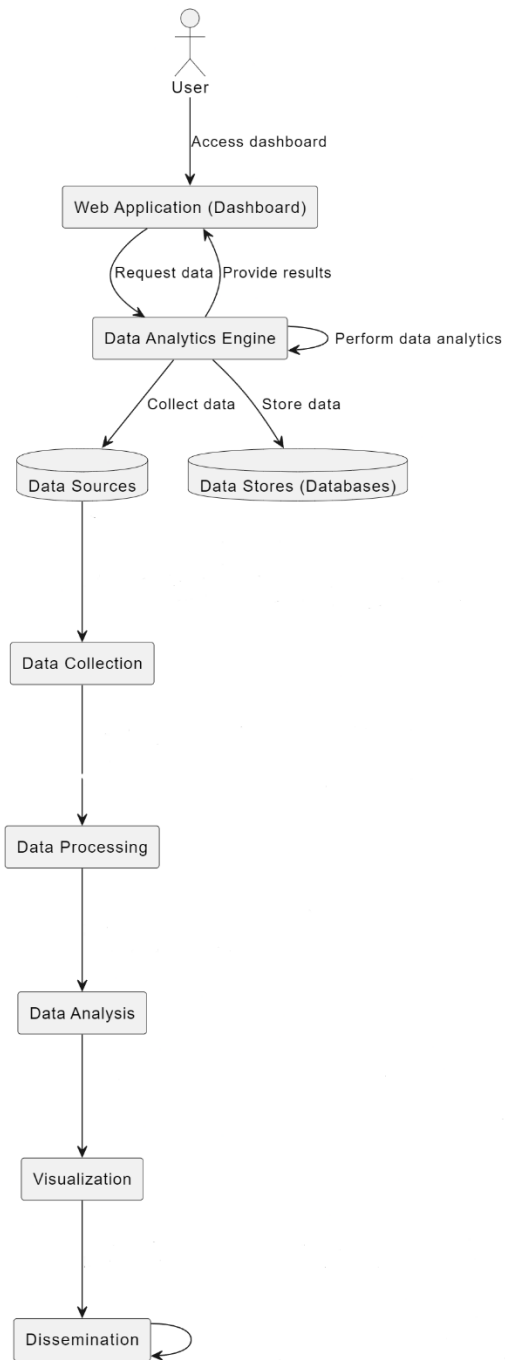 User
Access dashboard
Web Application (Dashboard)
Request data
Provide results
Data Analytics Engine
Perform data analytics
Collect data
Store data
Data Sources
Data Stores (Databases)
Data Collection
Data Processing
Data Analysis
Visualization
Dissemination